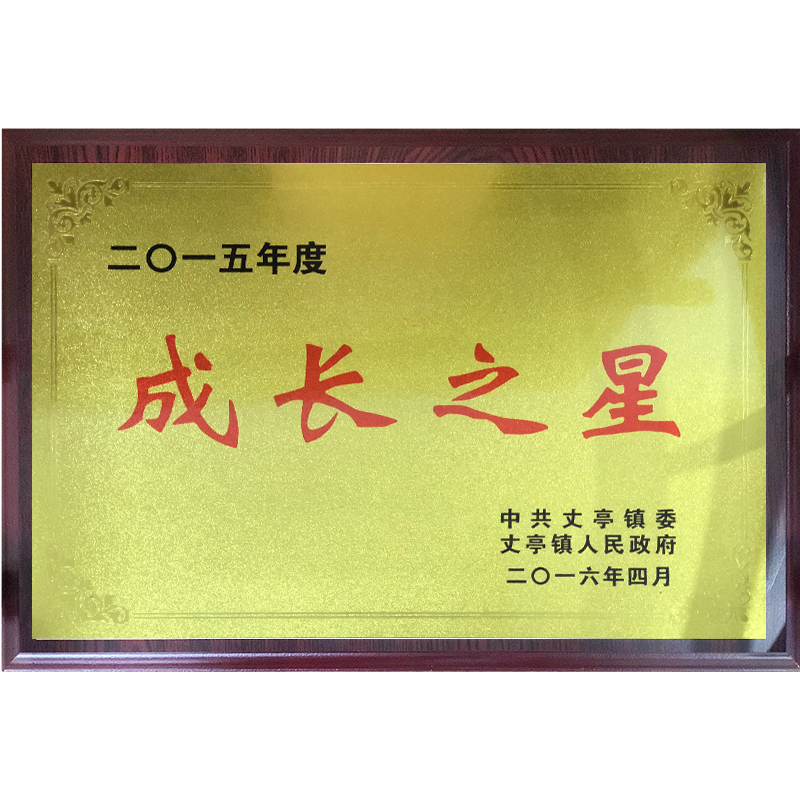 二〇一五年度
成长之星
中共丈亭镇委
丈亭镇人民政府
二〇一六年四月